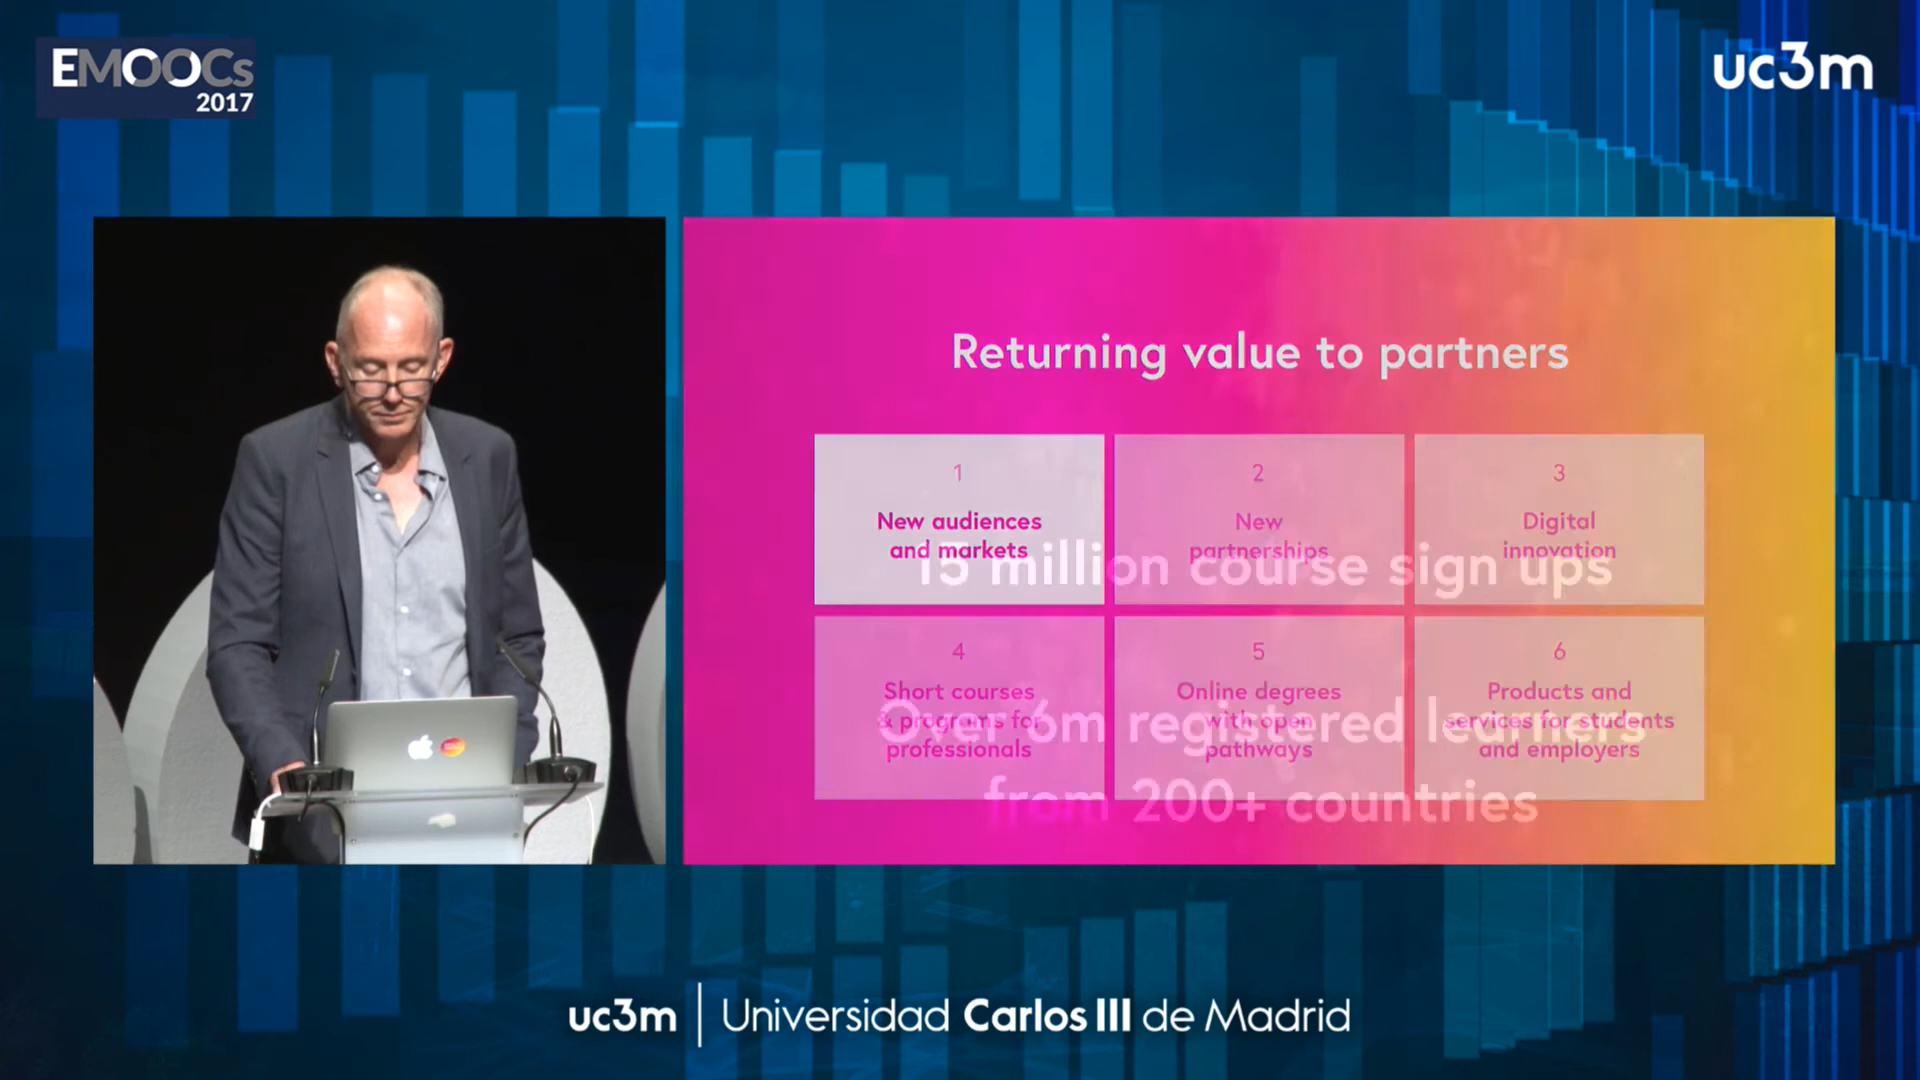 EMOOCs
2017
uc3m
Returning value to partners
1
New audiences
and markets
2
New
partnerships
3
Digital
innovation
15 million course sign ups
4
Short courses
& programs for
professionals
5
Online degrees
with open
pathways
6
Products and
services for students
and employers
Over 6m registered learners
from 200+ countries
uc3m | Universidad Carlos III de Madrid